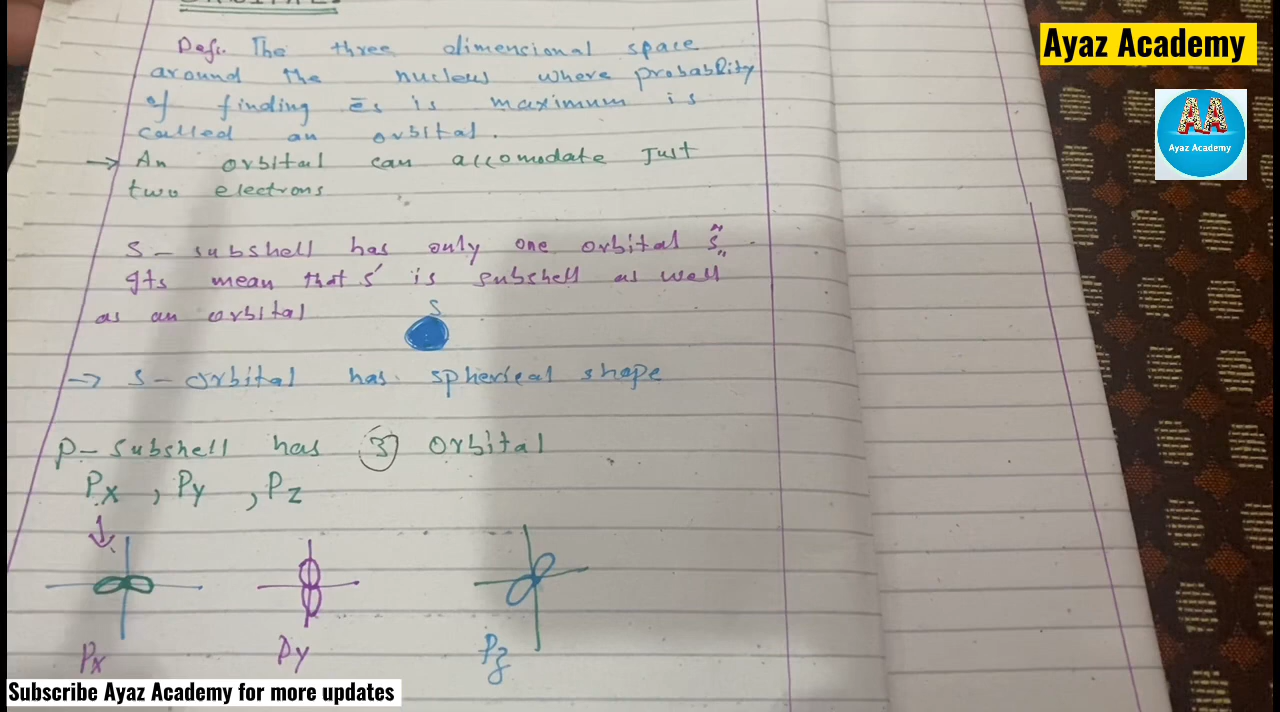 ORBITAL:
Def. The three dimensional space
around the nucleus where probability
of finding ēs is maximum is
called an orbital.
→ An orbital can accomodate Just
two electrons
S - subshell has only one orbital "s".
Its mean that s' is subshell as well
as an orbital
S
→ S - orbital has spherical shape
P - subshell has 3 orbital
Px , Py , Pz
Px Py Pz
Ayaz Academy
AA
Ayaz Academy
Subscribe Ayaz Academy for more updates